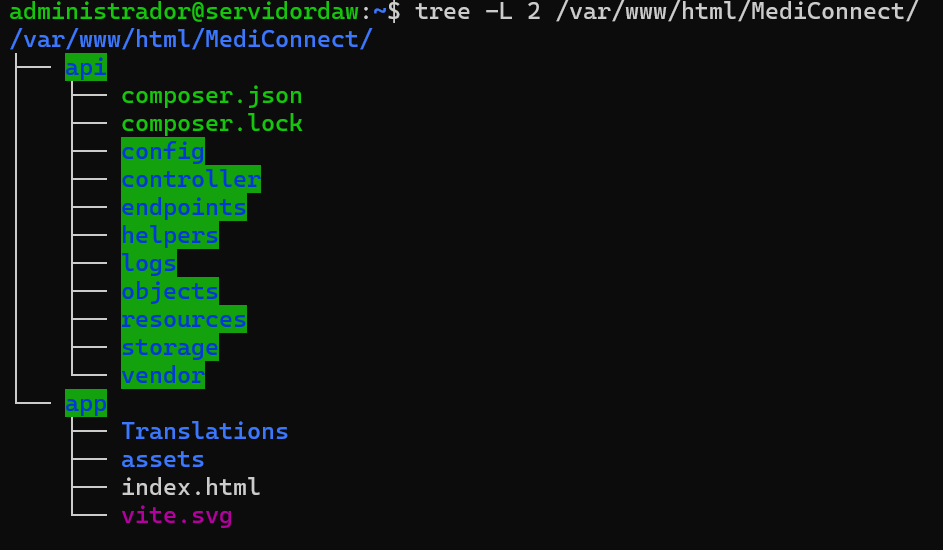 administrador@servidordaw:~$ tree -L 2 /var/www/html/MediConnect/
/var/www/html/MediConnect/
├── api
│   ├── composer.json
│   ├── composer.lock
│   ├── config
│   ├── controller
│   ├── endpoints
│   ├── helpers
│   ├── logs
│   ├── objects
│   ├── resources
│   ├── storage
│   └── vendor
└── app
    ├── Translations
    ├── assets
    ├── index.html
    └── vite.svg